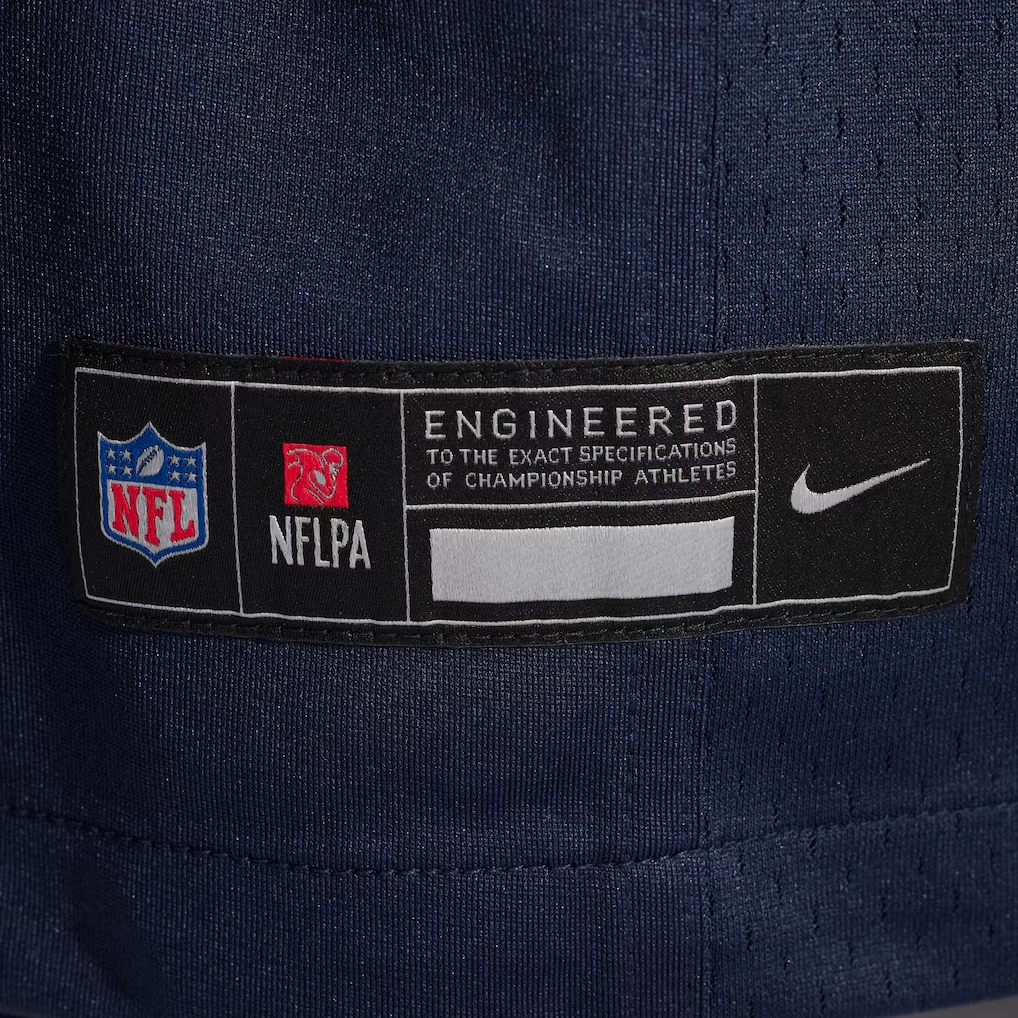 NFL
NFLPA
ENGINEERED
TO THE EXACT SPECIFICATIONS
OF CHAMPIONSHIP ATHLETES